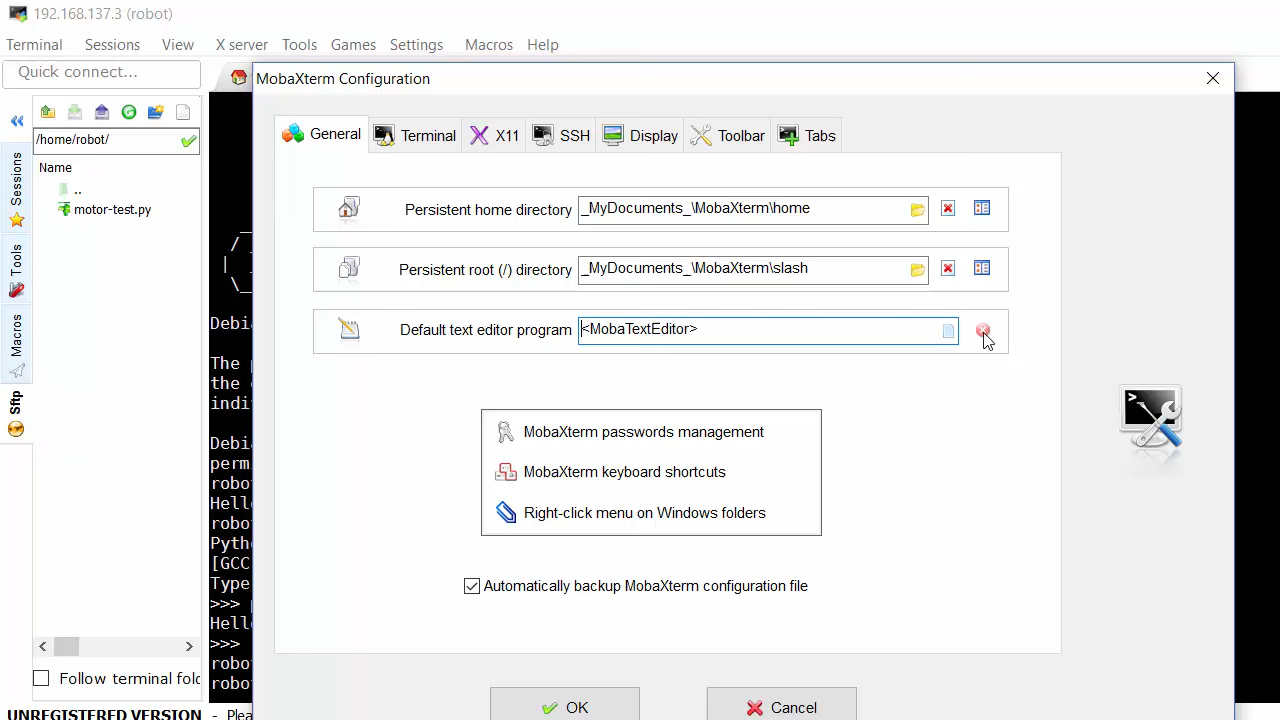 192.168.137.3 (robot)
Terminal Sessions View X server Tools Games Settings Macros Help
Quick connect...
MobaXterm Configuration
/home/robot/
Name
..
motor-test.py
Sessions
Tools
Macros
Sftp
General Terminal X11 SSH Display Toolbar Tabs
Persistent home directory _MyDocuments_\MobaXterm\home
Persistent root (/) directory _MyDocuments_\MobaXterm\slash
Default text editor program <MobaTextEditor>
MobaXterm passwords management
MobaXterm keyboard shortcuts
Right-click menu on Windows folders
Automatically backup MobaXterm configuration file
OK Cancel
Debi
The p
the
indi
Debi
perm
robo
Hell
robo
Pyth
[GCC
Type
>>>
Hell
>>>
robo
robo
Follow terminal fold
UNREGISTERED VERSION - Plea